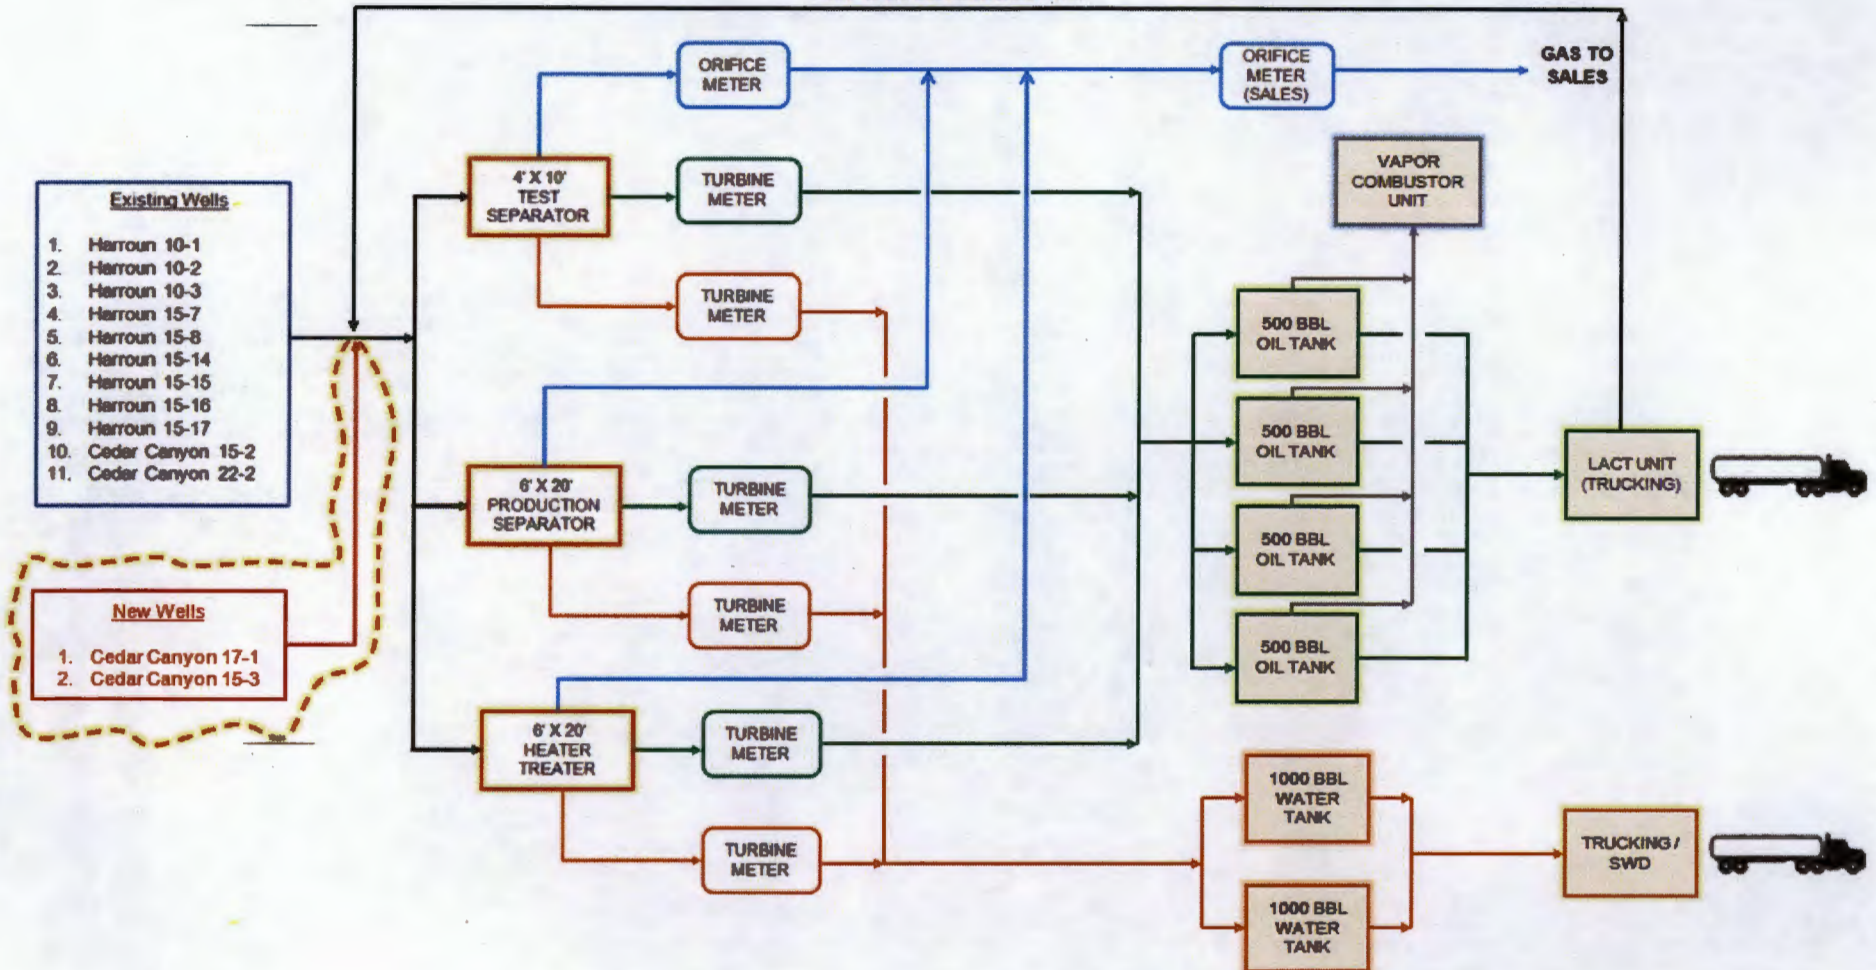 ORIFICE
METER
ORIFICE
METER
(SALES)
GAS TO
SALES
4' X 10'
TEST
SEPARATOR
TURBINE
METER
VAPOR
COMBUSTOR
UNIT
Existing Wells
1. Harroun 10-1
2. Harroun 10-2
3. Harroun 10-3
4. Harroun 15-7
5. Harroun 15-8
6. Harroun 15-14
7. Harroun 15-15
8. Harroun 15-16
9. Harroun 15-17
10. Cedar Canyon 15-2
11. Cedar Canyon 22-2
TURBINE
METER
500 BBL
OIL TANK
500 BBL
OIL TANK
6' X 20'
PRODUCTION
SEPARATOR
TURBINE
METER
LACT UNIT
(TRUCKING)
500 BBL
OIL TANK
New Wells
1. Cedar Canyon 17-1
2. Cedar Canyon 15-3
TURBINE
METER
500 BBL
OIL TANK
6' X 20'
HEATER
TREATER
TURBINE
METER
1000 BBL
WATER
TANK
TURBINE
METER
TRUCKING /
SWD
1000 BBL
WATER
TANK